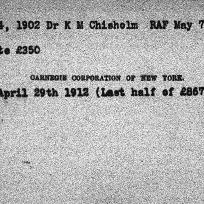 4, 1902 Dr K M Chisholm RAF May 7
te £350
CARNEGIE CORPORATION OF NEW YORK.
April 29th 1912 (Last half of £867